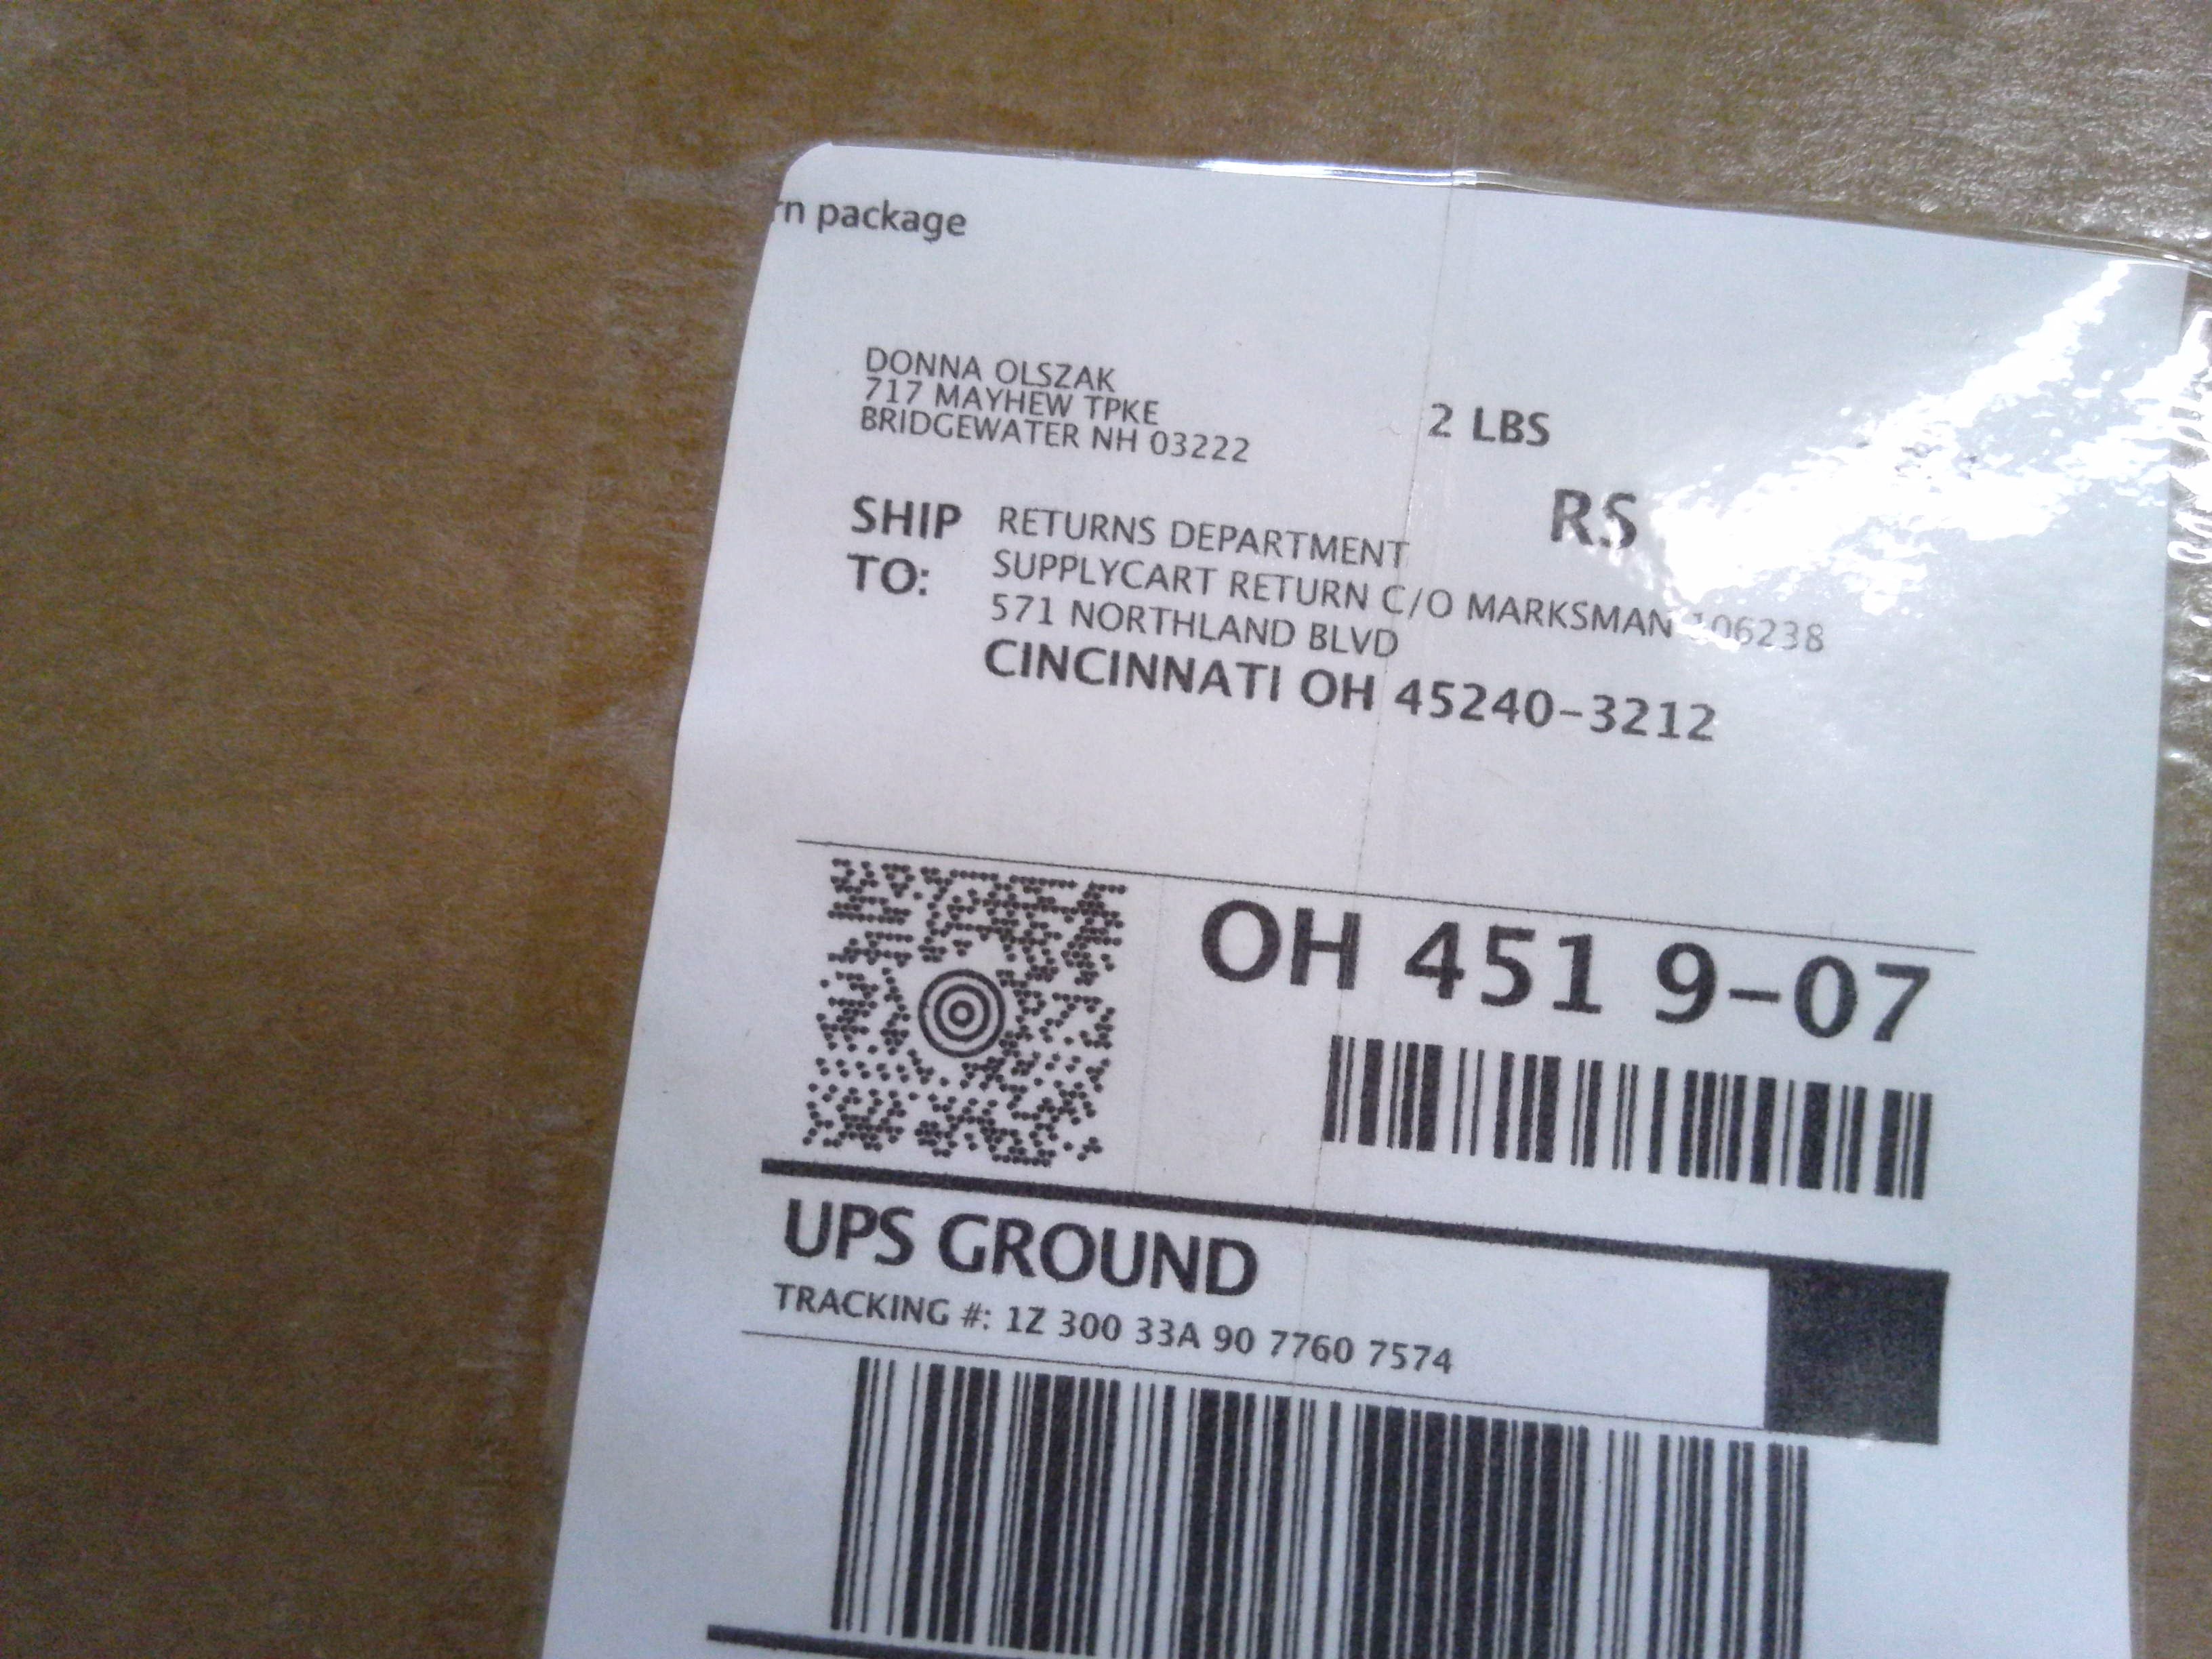 rn package
DONNA OLSZAK
717 MAYHEW TPKE
BRIDGEWATER NH 03222
2 LBS
RS
SHIP TO:
RETURNS DEPARTMENT
SUPPLYCART RETURN C/O MARKSMAN 106238
571 NORTHLAND BLVD
CINCINNATI OH 45240-3212
OH 451 9-07
UPS GROUND
TRACKING #: 1Z 300 33A 90 7760 7574